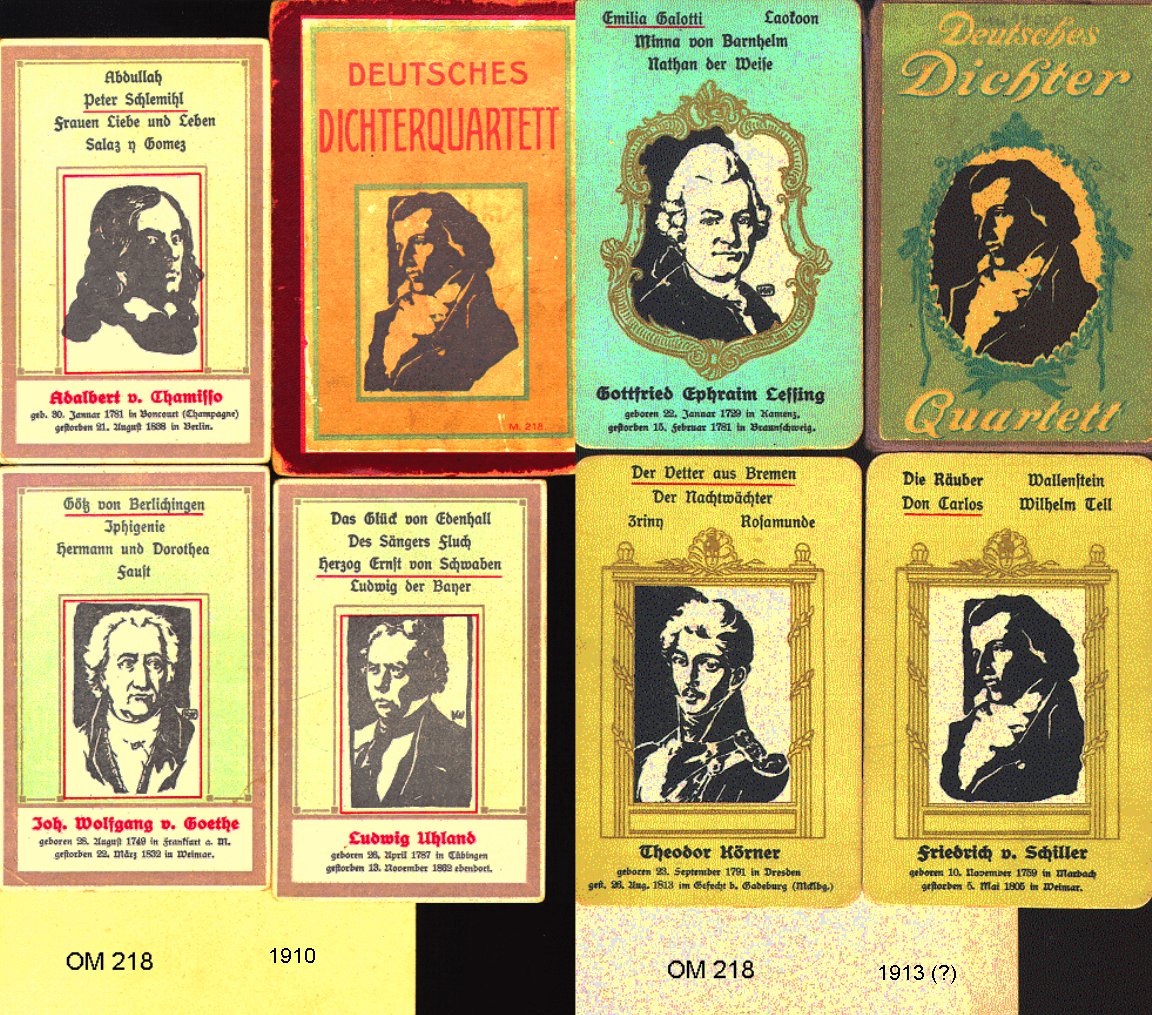 Abdullah
Peter Schlemihl
Frauen Liebe und Leben
Salaz y Gomez
Adalbert v. Chamisso
geb. 30. Januar 1781 in Boncourt (Champagne)
gestorben 21. August 1838 in Berlin.
DEUTSCHES
DICHTERQUARTETT
M. 218.
Emilia Galotti Laokoon
Minna von Barnhelm
Nathan der Weise
Gottfried Ephraim Lessing
geboren 22. Januar 1729 in Kamenz,
gestorben 15. Februar 1781 in Braunschweig.
Deutsches
Dichter
Quartett
Götz von Berlichingen
Iphigenie
Hermann und Dorothea
Faust
Joh. Wolfgang v. Goethe
geboren 28. August 1749 in Frankfurt a. M.
gestorben 22. März 1832 in Weimar.
Das Glück von Edenhall
Des Sängers Fluch
Herzog Ernst von Schwaben
Ludwig der Bayer
Ludwig Uhland
geboren 26. April 1787 in Tübingen
gestorben 13. November 1862 ebendort.
Der Vetter aus Bremen
Der Nachtwächter
Zriny Rosamunde
Theodor Körner
geboren 23. September 1791 in Dresden
gest. 26. Aug. 1813 im Gefecht b. Gadeburg (Mcklbg.)
Die Räuber Wallenstein
Don Carlos Wilhelm Tell
Friedrich v. Schiller
geboren 10. November 1759 in Marbach
gestorben 5. Mai 1805 in Weimar.
OM 218
1910
OM 218
1913 (?)